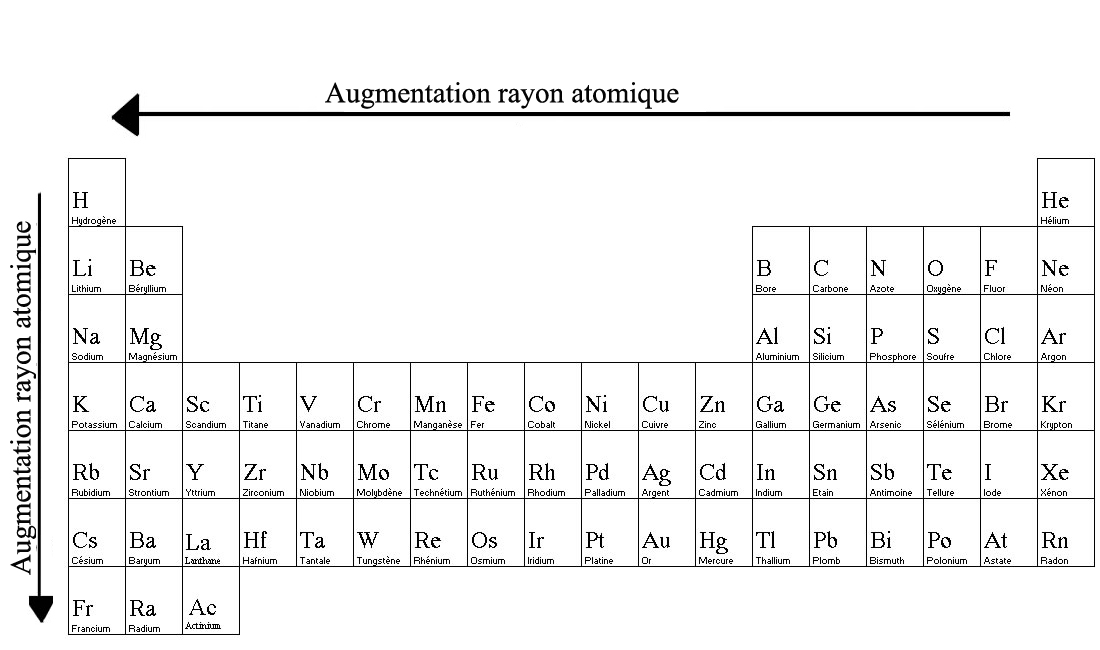 Augmentation rayon atomique
Augmentation rayon atomique
H He
Hydrogène Hélium
Li Be B C N O F Ne
Lithium Béryllium Bore Carbone Azote Oxygène Fluor Néon
Na Mg Al Si P S Cl Ar
Sodium Magnésium Aluminium Silicium Phosphore Soufre Chlore Argon
K Ca Sc Ti V Cr Mn Fe Co Ni Cu Zn Ga Ge As Se Br Kr
Potassium Calcium Scandium Titane Vanadium Chrome Manganèse Fer Cobalt Nickel Cuivre Zinc Gallium Germanium Arsenic Sélénium Brome Krypton
Rb Sr Y Zr Nb Mo Tc Ru Rh Pd Ag Cd In Sn Sb Te I Xe
Rubidium Strontium Yttrium Zirconium Niobium Molybdène Technétium Ruthénium Rhodium Palladium Argent Cadmium Indium Etain Antimoine Tellure Iode Xénon
Cs Ba La Hf Ta W Re Os Ir Pt Au Hg Tl Pb Bi Po At Rn
Césium Baryum Lanthane Hafnium Tantale Tungstène Rhénium Osmium Iridium Platine Or Mercure Thallium Plomb Bismuth Polonium Astate Radon
Fr Ra Ac
Francium Radium Actinium